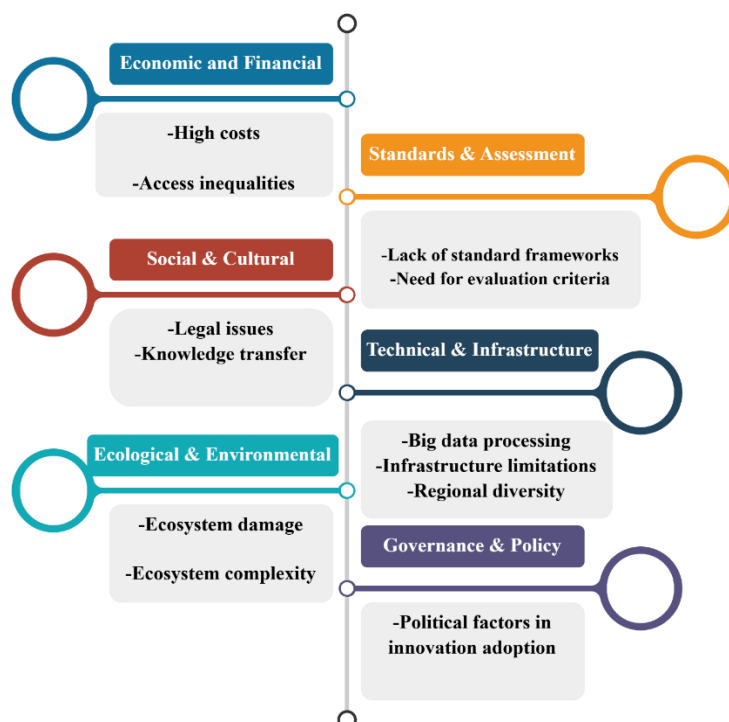 Economic and Financial
-High costs
-Access inequalities
Standards & Assessment
-Lack of standard frameworks
-Need for evaluation criteria
Social & Cultural
-Legal issues
-Knowledge transfer
Technical & Infrastructure
-Big data processing
-Infrastructure limitations
-Regional diversity
Ecological & Environmental
-Ecosystem damage
-Ecosystem complexity
Governance & Policy
-Political factors in
innovation adoption